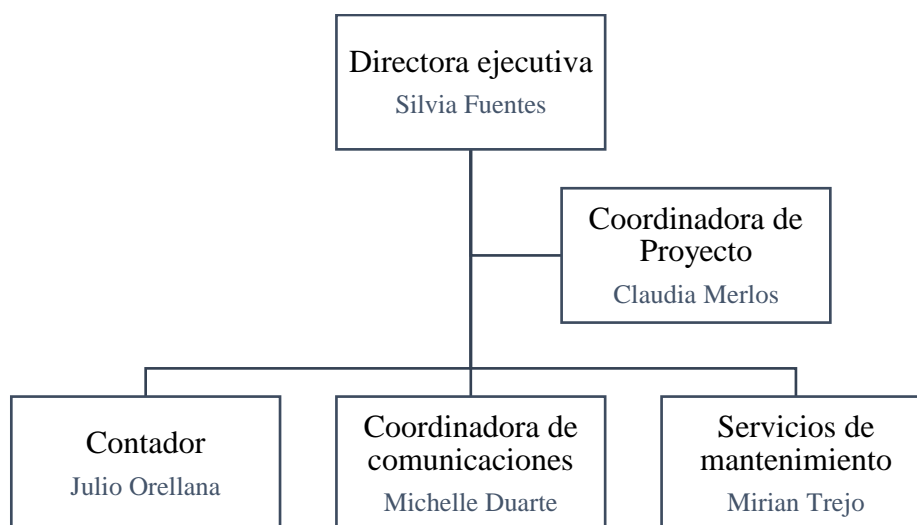 Directora ejecutiva
Silvia Fuentes
Coordinadora de
Proyecto
Claudia Merlos
Contador
Julio Orellana
Coordinadora de
comunicaciones
Michelle Duarte
Servicios de
mantenimiento
Mirian Trejo